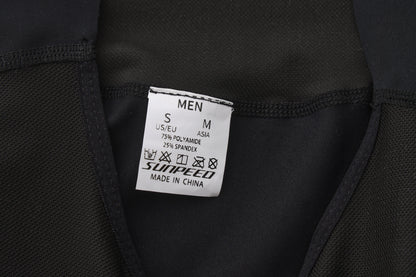 MEN
S M
US/EU ASIA
75% POLYAMIDE
25% SPANDEX
SUNPEED
MADE IN CHINA